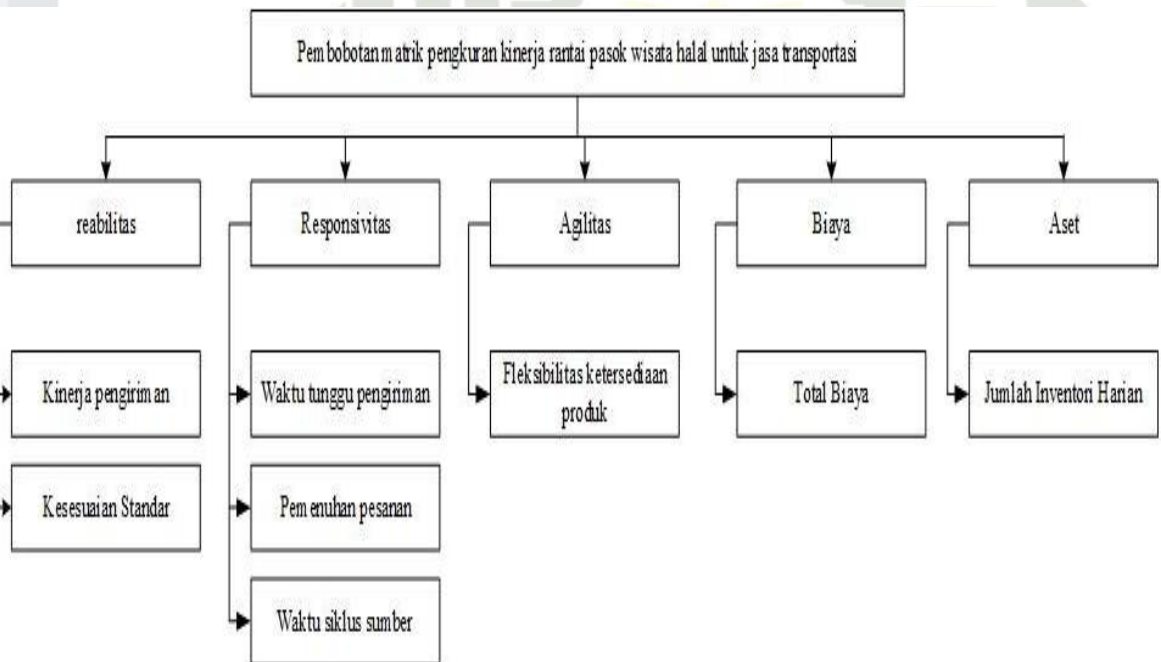 Pembobotan matrik pengkuran kinerja rantai pasok wisata halal untuk jasa transportasi
reabilitas
Responsivitas
Agilitas
Biaya
Aset
Kinerja pengiriman
Waktu tunggu pengiriman
Fleksibilitas ketersediaan
produk
Total Biaya
Jumlah Inventori Harian
Kesesuaian Standar
Pemenuhan pesanan
Waktu siklus sumber